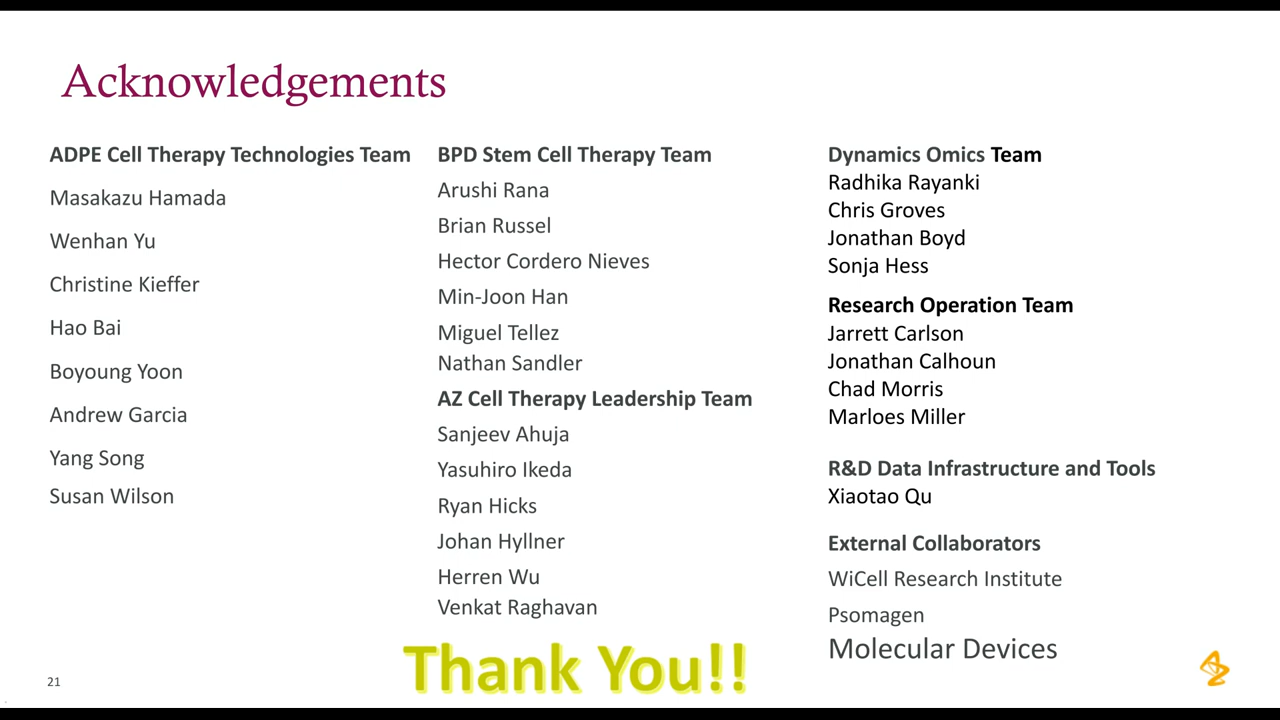 Acknowledgements
ADPE Cell Therapy Technologies Team
Masakazu Hamada
Wenhan Yu
Christine Kieffer
Hao Bai
Boyoung Yoon
Andrew Garcia
Yang Song
Susan Wilson
BPD Stem Cell Therapy Team
Arushi Rana
Brian Russel
Hector Cordero Nieves
Min-Joon Han
Miguel Tellez
Nathan Sandler
AZ Cell Therapy Leadership Team
Sanjeev Ahuja
Yasuhiro Ikeda
Ryan Hicks
Johan Hyllner
Herren Wu
Venkat Raghavan
Dynamics Omics Team
Radhika Rayanki
Chris Groves
Jonathan Boyd
Sonja Hess
Research Operation Team
Jarrett Carlson
Jonathan Calhoun
Chad Morris
Marloes Miller
R&D Data Infrastructure and Tools
Xiaotao Qu
External Collaborators
WiCell Research Institute
Psomagen
Molecular Devices
Thank You!!
21